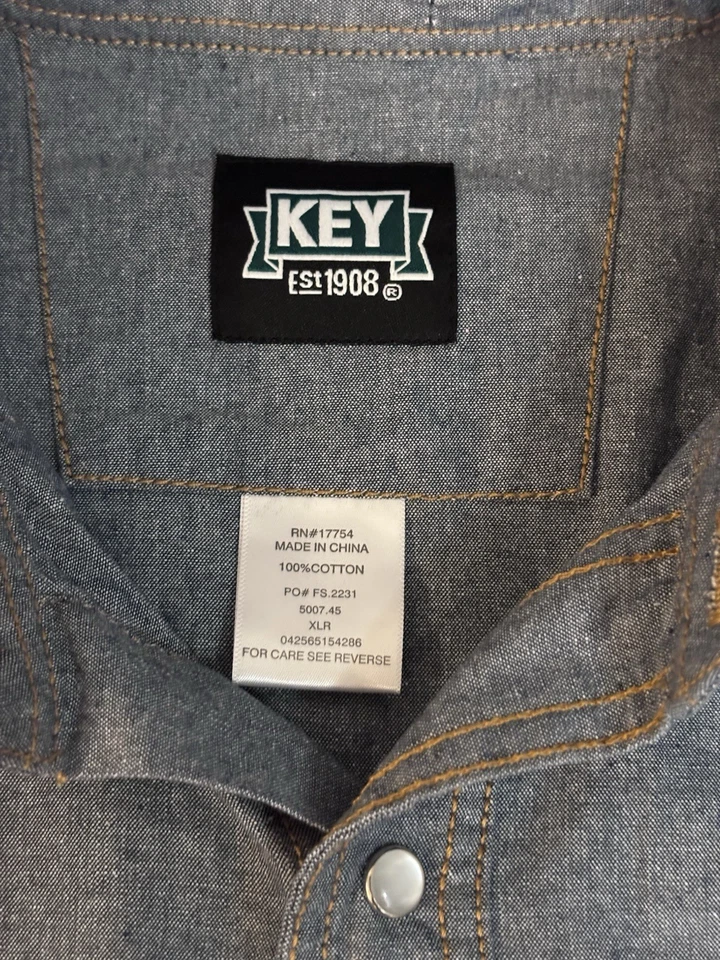 KEY
Est 1908 ®
RN#17754
MADE IN CHINA
100%COTTON
PO# FS.2231
5007.45
XLR
042565154286
FOR CARE SEE REVERSE